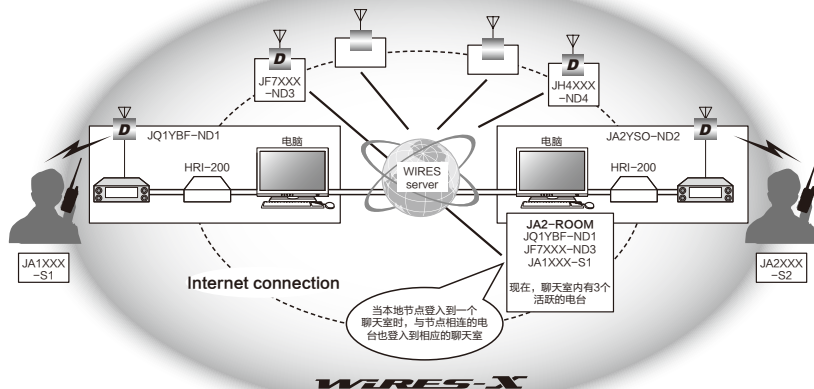 D
JF7XXX
-ND3
D
JH4XXX
-ND4
D
JQ1YBF-ND1
电脑
HRI-200
WIRES
server
电脑
JA2YSO-ND2
D
HRI-200
JA1XXX
-S1
JA2XXX
-S2
JA2-ROOM
JQ1YBF-ND1
JF7XXX-ND3
JA1XXX-S1
现在，聊天室内有3个
活跃的电台
Internet connection
当本地节点登入到一个
聊天室时，与节点相连的电
台也登入到相应的聊天室
WiRES-X